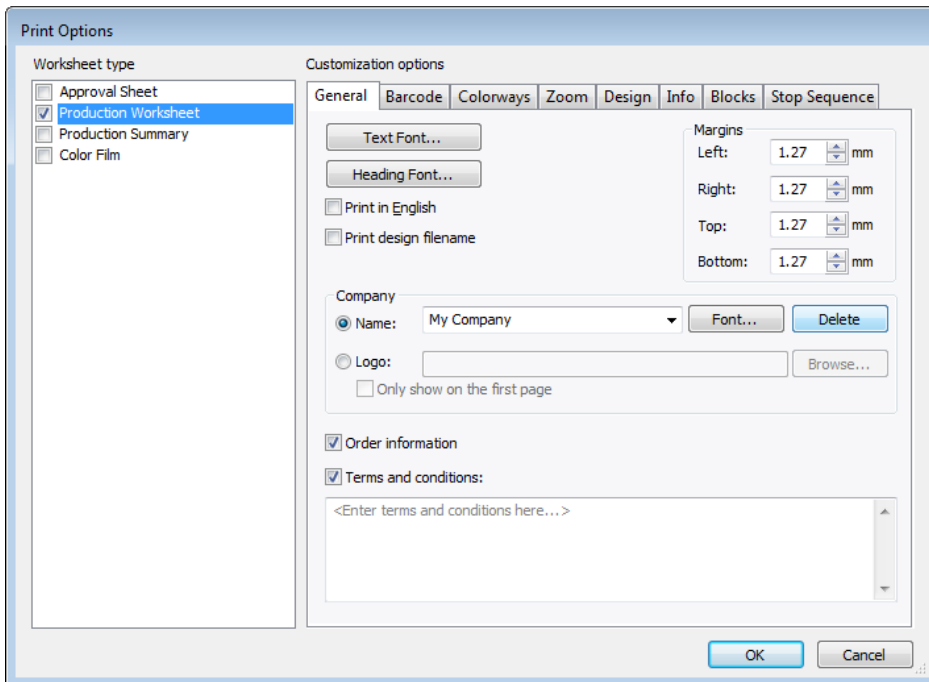 Print Options
Worksheet type
Approval Sheet
Production Worksheet
Production Summary
Color Film
Customization options
General Barcode Colorways Zoom Design Info Blocks Stop Sequence
Text Font...
Heading Font...
Print in English
Print design filename
Margins
Left: 1.27 mm
Right: 1.27 mm
Top: 1.27 mm
Bottom: 1.27 mm
Company
Name: My Company Font... Delete
Logo: Browse...
Only show on the first page
Order information
Terms and conditions:
<Enter terms and conditions here...>
OK Cancel